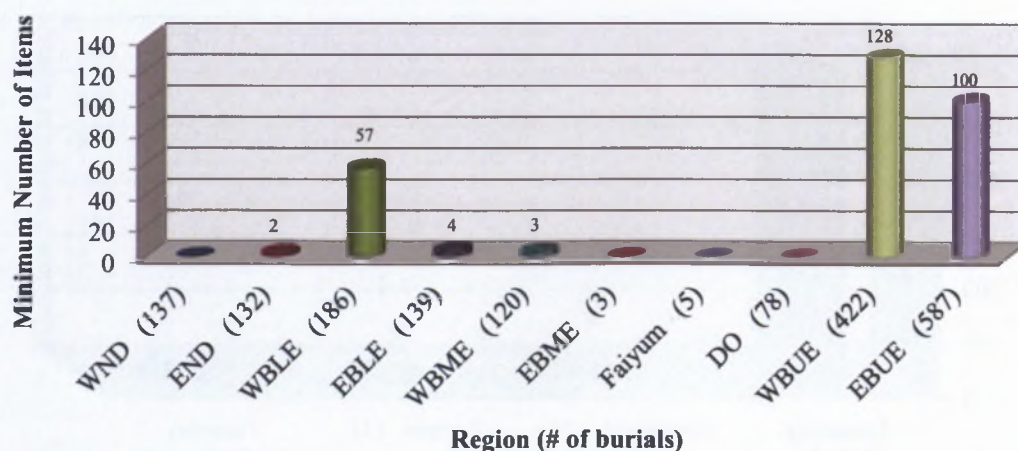 Minimum Number of Items
140
120
100
80
60
40
20
0
2
57
4
3
128
100
WND (137)
END (132)
WBLE (186)
EBLE (139)
WBME (120)
EBME (3)
Faiyum (5)
DO (78)
WBUE (422)
EBUE (587)
Region (# of burials)